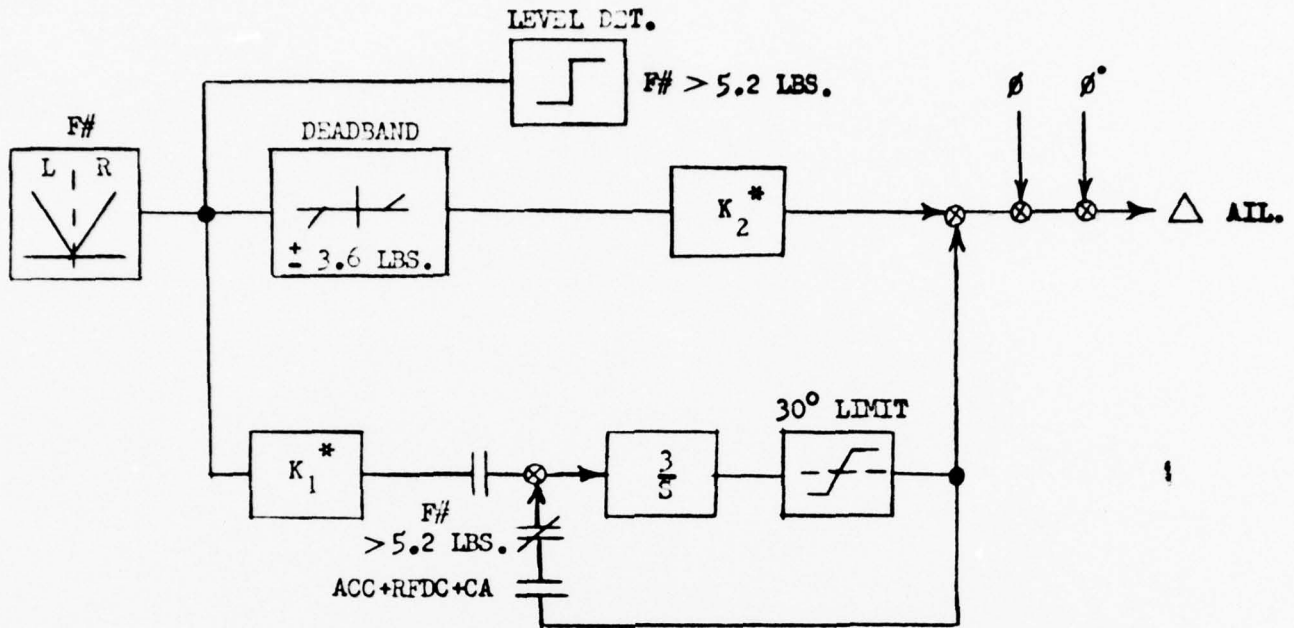 LEVEL DET.
F# > 5.2 LBS.
F#
L R
DEADBAND
± 3.6 LBS.
K2*
ø
ø°
△ AIL.
K1*
F#
> 5.2 LBS.
ACC+RFDC+CA
3
S
30° LIMIT